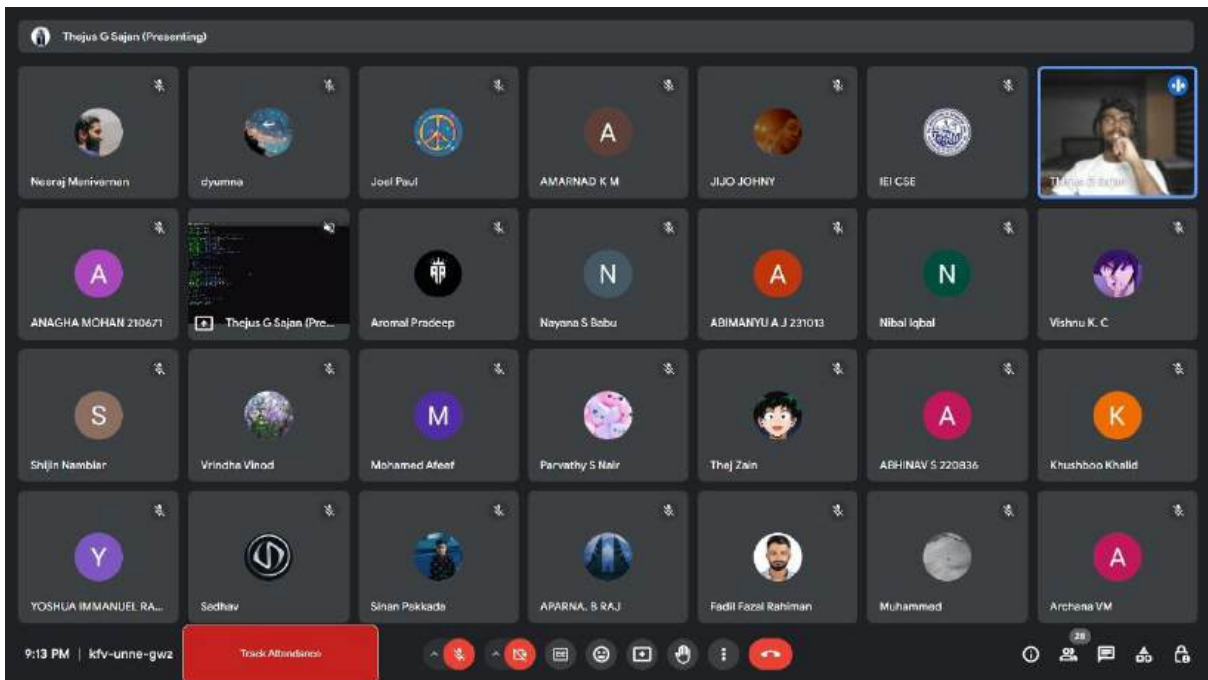 Thejus G Sajan (Presenting)
Neeraj Manivarnan
dyumna
Joel Paul
A
AMARNAD K M
JIJO JOHNY
IEI CSE
Thejus G Sajan
A
ANAGHA MOHAN 210671
Thejus G Sajan (Pre...
Aromal Pradeep
N
Nayana S Babu
A
ABIMANYU A J 231013
N
Nibal Iqbal
Vishnu K. C
S
Shijin Nambiar
Vrindha Vinod
M
Mohamed Afeef
Parvathy S Nair
Thej Zain
A
ABHINAV S 220836
K
Khushboo Khalid
Y
YOSHUA IMMANUEL RA...
Sadhav
Sinan Pakkada
APARNA. B RAJ
Fadil Fazal Rahiman
Muhammed
A
Archana VM
9:13 PM | kfv-unne-gwz
Track Attendance
28